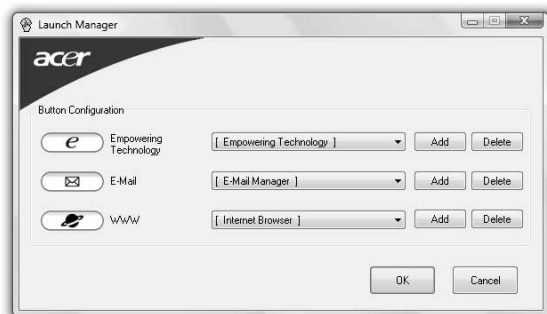 Launch Manager
acer
Button Configuration
e
Empowering
Technology
[ Empowering Technology ]
Add
Delete
E-Mail
[ E-Mail Manager ]
Add
Delete
WWW
[ Internet Browser ]
Add
Delete
OK
Cancel